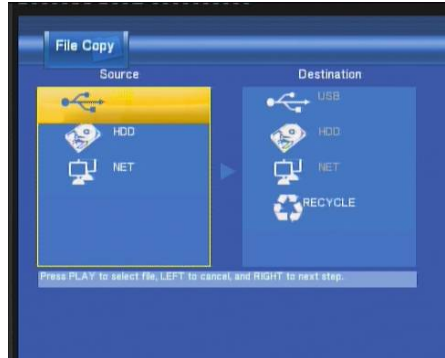 File Copy
Source
Destination
USB
HDD
HDD
NET
NET
RECYCLE
Press PLAY to select file, LEFT to cancel, and RIGHT to next step.